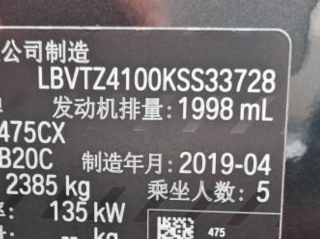 公司制造
LBVTZ4100KSS33728
发动机排量: 1998 mL
475CX
B20C 制造年月: 2019-04
2385 kg 乘坐人数: 5
135 kW
-- kg 475